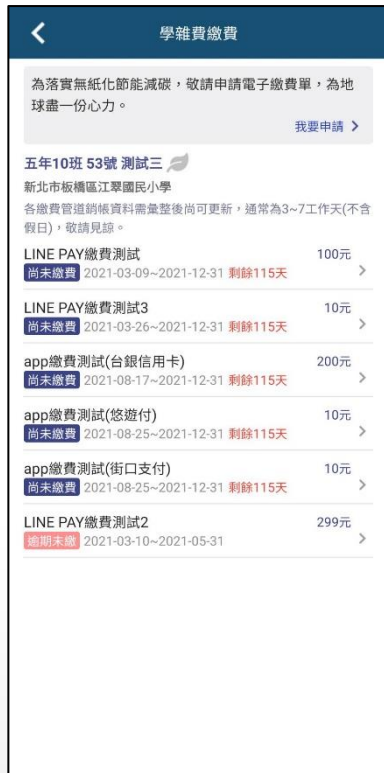 學雜費繳費
為落實無紙化節能減碳，敬請申請電子繳費單，為地
球盡一份心力。
我要申請
五年10班 53號 測試三
新北市板橋區江翠國民小學
各繳費管道銷帳資料需彙整後尚可更新，通常為3~7工作天(不含
假日)，敬請見諒。
LINE PAY繳費測試 100元
尚未繳費 2021-03-09~2021-12-31 剩餘115天
LINE PAY繳費測試3 10元
尚未繳費 2021-03-26~2021-12-31 剩餘115天
app繳費測試(台銀信用卡) 200元
尚未繳費 2021-08-17~2021-12-31 剩餘115天
app繳費測試(悠遊付) 10元
尚未繳費 2021-08-25~2021-12-31 剩餘115天
app繳費測試(街口支付) 10元
尚未繳費 2021-08-25~2021-12-31 剩餘115天
LINE PAY繳費測試2 299元
逾期未繳 2021-03-10~2021-05-31